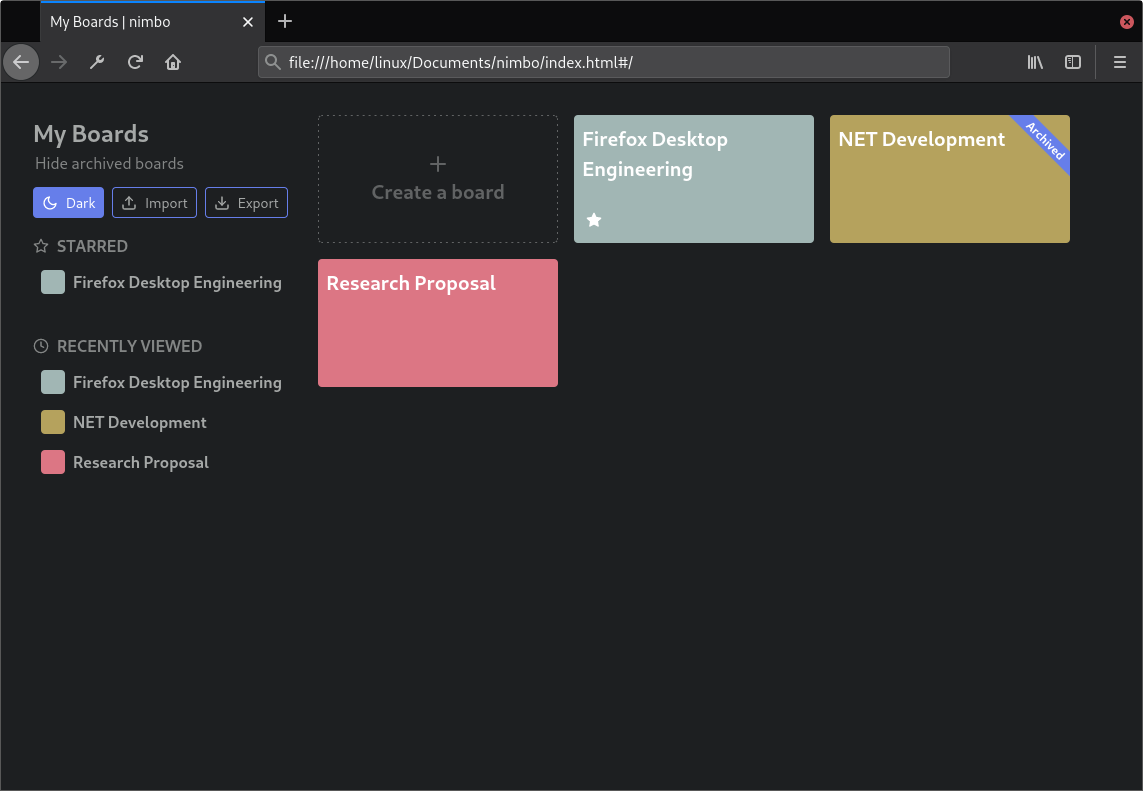 My Boards | nimbo
file:///home/linux/Documents/nimbo/index.html#/
My Boards
Hide archived boards
Dark
Import
Export
STARRED
Firefox Desktop Engineering
RECENTLY VIEWED
Firefox Desktop Engineering
NET Development
Research Proposal
Create a board
Firefox Desktop
Engineering
NET Development
Archived
Research Proposal